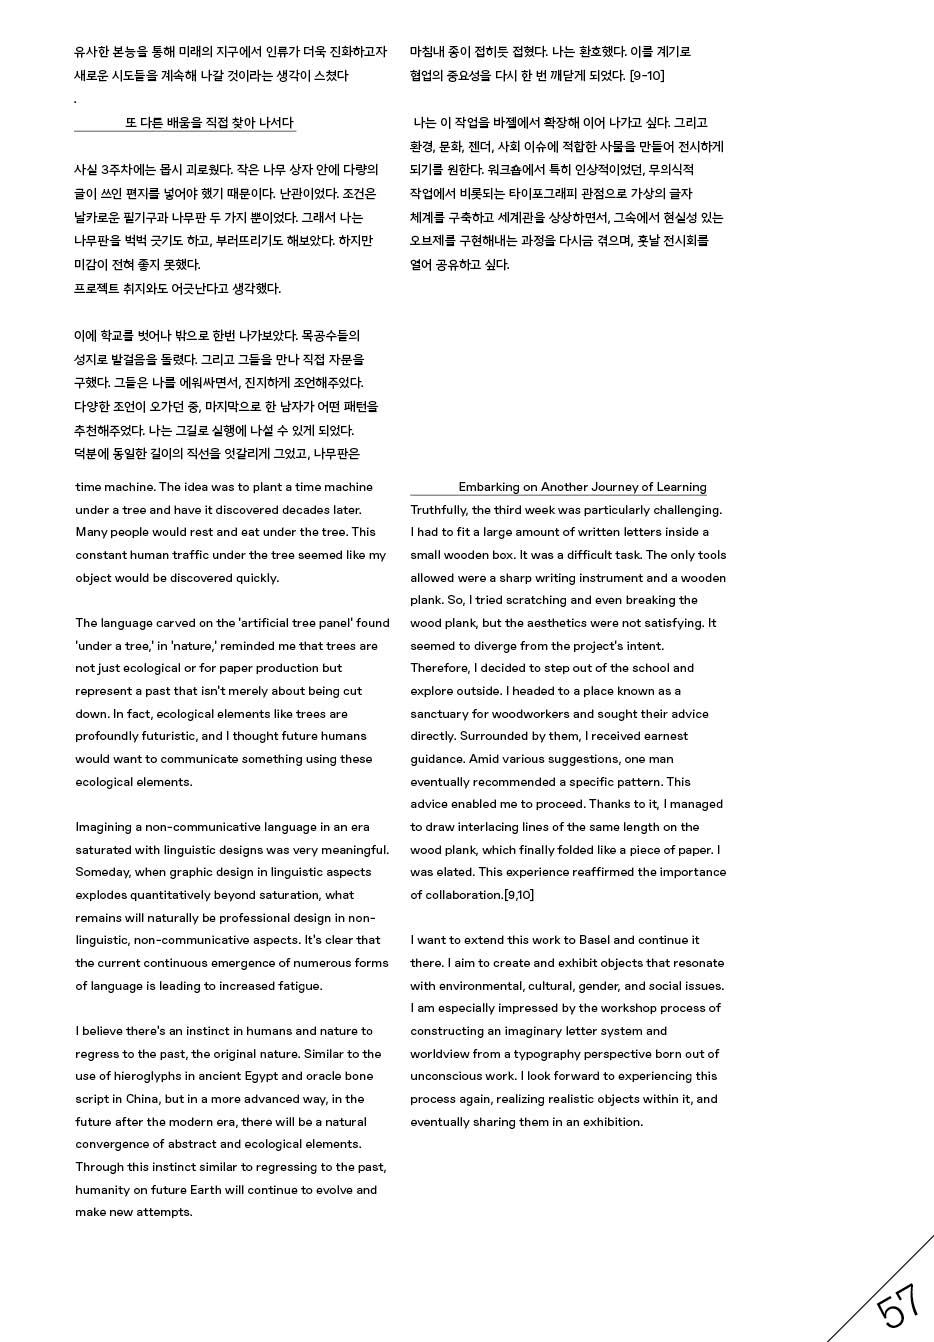 유사한 본능을 통해 미래의 지구에서 인류가 더욱 진화하고자
새로운 시도들을 계속해 나갈 것이라는 생각이 스쳤다
.
또 다른 배움을 직접 찾아 나서다
사실 3주차에는 몹시 괴로웠다. 작은 나무 상자 안에 다량의
글이 쓰인 편지를 넣어야 했기 때문이다. 난관이었다. 조건은
날카로운 필기구과 나무판 두 가지 뿐이었다. 그래서 나는
나무판을 벅벅 긋기도 하고, 부러뜨리기도 해보았다. 하지만
미감이 전혀 좋지 못했다.
프로젝트 취지와도 어긋난다고 생각했다.
이에 학교를 벗어나 밖으로 한번 나가보았다. 목공수들의
성지로 발걸음을 돌렸다. 그리고 그들을 만나 직접 자문을
구했다. 그들은 나를 에워싸면서, 진지하게 조언해주었다.
다양한 조언이 오가던 중, 마지막으로 한 남자가 어떤 패턴을
추천해주었다. 나는 그길로 실행에 나설 수 있게 되었다.
덕분에 동일한 길이의 직선을 엇갈리게 그었고, 나무판은
마침내 종이 접히듯 접혔다. 나는 환호했다. 이를 계기로
협업의 중요성을 다시 한 번 깨닫게 되었다. [9-10]
나는 이 작업을 바젤에서 확장해 이어 나가고 싶다. 그리고
환경, 문화, 젠더, 사회 이슈에 적합한 사물을 만들어 전시하게
되기를 원한다. 워크숍에서 특히 인상적이었던, 무의식적
작업에서 비롯되는 타이포그래피 관점으로 가상의 글자
체계를 구축하고 세계관을 상상하면서, 그속에서 현실성 있는
오브제를 구현해내는 과정을 다시금 겪으며, 훗날 전시회를
열어 공유하고 싶다.
time machine. The idea was to plant a time machine
under a tree and have it discovered decades later.
Many people would rest and eat under the tree. This
constant human traffic under the tree seemed like my
object would be discovered quickly.
The language carved on the 'artificial tree panel' found
'under a tree,' in 'nature,' reminded me that trees are
not just ecological or for paper production but
represent a past that isn't merely about being cut
down. In fact, ecological elements like trees are
profoundly futuristic, and I thought future humans
would want to communicate something using these
ecological elements.
Imagining a non-communicative language in an era
saturated with linguistic designs was very meaningful.
Someday, when graphic design in linguistic aspects
explodes quantitatively beyond saturation, what
remains will naturally be professional design in non-
linguistic, non-communicative aspects. It's clear that
the current continuous emergence of numerous forms
of language is leading to increased fatigue.
I believe there's an instinct in humans and nature to
regress to the past, the original nature. Similar to the
use of hieroglyphs in ancient Egypt and oracle bone
script in China, but in a more advanced way, in the
future after the modern era, there will be a natural
convergence of abstract and ecological elements.
Through this instinct similar to regressing to the past,
humanity on future Earth will continue to evolve and
make new attempts.
Embarking on Another Journey of Learning
Truthfully, the third week was particularly challenging.
I had to fit a large amount of written letters inside a
small wooden box. It was a difficult task. The only tools
allowed were a sharp writing instrument and a wooden
plank. So, I tried scratching and even breaking the
wood plank, but the aesthetics were not satisfying. It
seemed to diverge from the project's intent.
Therefore, I decided to step out of the school and
explore outside. I headed to a place known as a
sanctuary for woodworkers and sought their advice
directly. Surrounded by them, I received earnest
guidance. Amid various suggestions, one man
eventually recommended a specific pattern. This
advice enabled me to proceed. Thanks to it, I managed
to draw interlacing lines of the same length on the
wood plank, which finally folded like a piece of paper. I
was elated. This experience reaffirmed the importance
of collaboration.[9,10]
I want to extend this work to Basel and continue it
there. I aim to create and exhibit objects that resonate
with environmental, cultural, gender, and social issues.
I am especially impressed by the workshop process of
constructing an imaginary letter system and
worldview from a typography perspective born out of
unconscious work. I look forward to experiencing this
process again, realizing realistic objects within it, and
eventually sharing them in an exhibition.
57